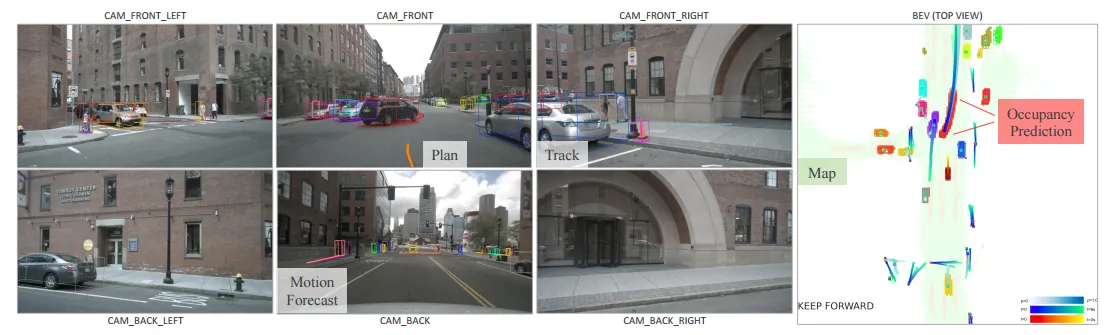 CAM_FRONT_LEFT
CAM_FRONT
CAM_FRONT_RIGHT
BEV (TOP VIEW)
Plan
Track
Occupancy
Prediction
Map
Motion
Forecast
KEEP FORWARD
CAM_BACK_LEFT
CAM_BACK
CAM_BACK_RIGHT